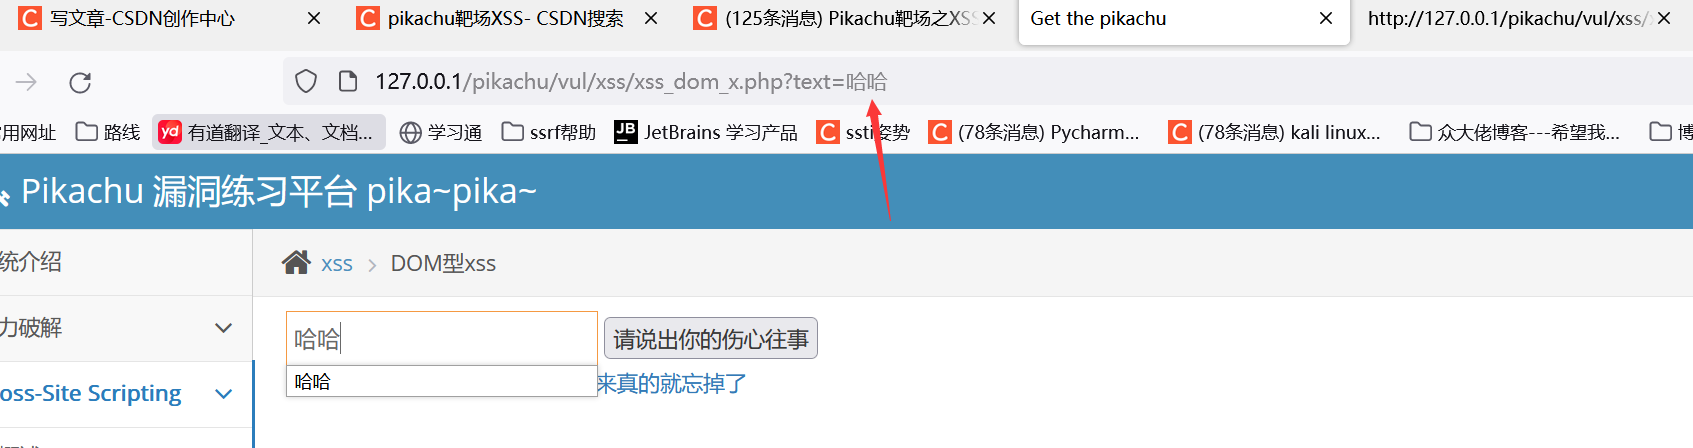 写文章-CSDN创作中心 pikachu靶场XSS- CSDN搜索 (125条消息) Pikachu靶场之XSS Get the pikachu http://127.0.0.1/pikachu/vul/xss/x
127.0.0.1/pikachu/vul/xss/xss_dom_x.php?text=哈哈
常用网址 路线 yd 有道翻译_文本、文档... 学习通 ssrf帮助 JB JetBrains 学习产品 ssti姿势 (78条消息) Pycharm... (78条消息) kali linux... 众大佬博客---希望我... 博
Pikachu 漏洞练习平台 pika~pika~
统介绍
xss > DOM型xss
力破解
哈哈 请说出你的伤心往事
哈哈 来真的就忘掉了
oss-Site Scripting